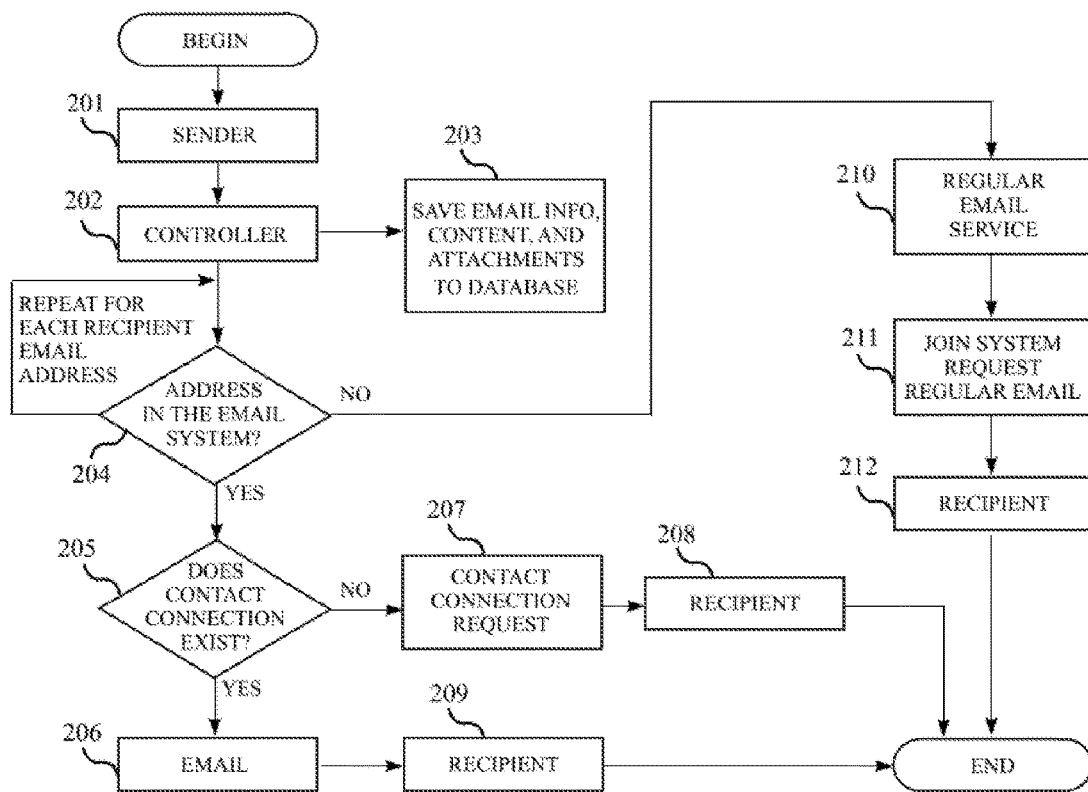 BEGIN
201
SENDER
202
CONTROLLER
203
SAVE EMAIL INFO,
CONTENT, AND
ATTACHMENTS
TO DATABASE
REPEAT FOR
EACH RECIPIENT
EMAIL
ADDRESS
ADDRESS
IN THE EMAIL
SYSTEM?
204
NO
YES
210
REGULAR
EMAIL
SERVICE
211
JOIN SYSTEM
REQUEST
REGULAR EMAIL
212
RECIPIENT
205
DOES
CONTACT
CONNECTION
EXIST?
NO
YES
207
CONTACT
CONNECTION
REQUEST
208
RECIPIENT
206
EMAIL
209
RECIPIENT
END